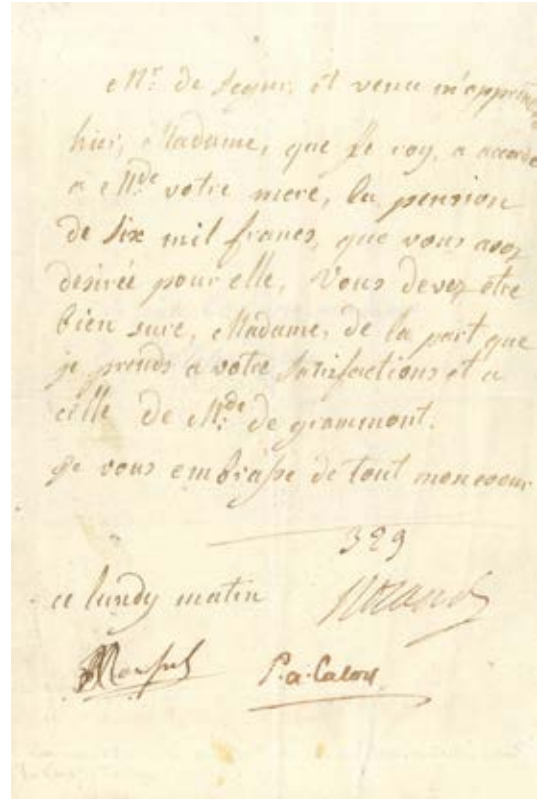 Mr. de Segur, et venu m'apprendre
hier, Madame, que le roy, a accordé
a Mde votre mere, la pension
de six mil francs, que vous avez
desirée pour elle, Vous devez être
bien sure, Madame, de la part que
je prends a votre satisfactions et a
celle de Mde de grammont.
je vous embrasse de tout mon coeur
329
ce lundy matin
P. a. Calon